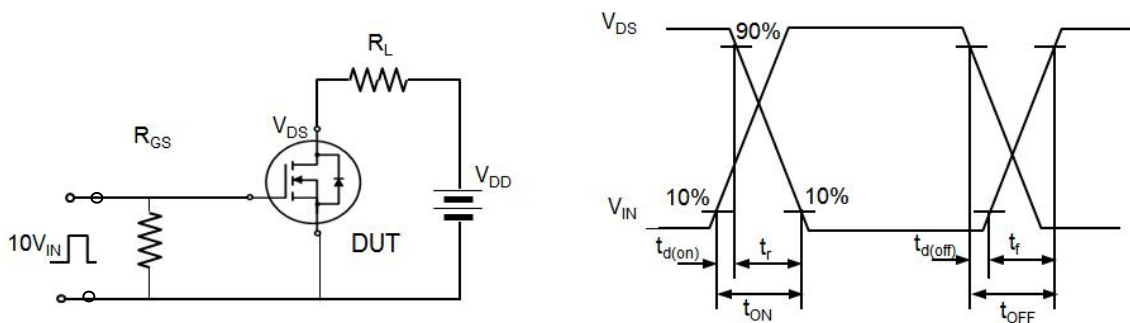 R_L
V_DS
R_GS
V_DD
10V_IN
DUT
V_DS
90%
V_IN
10%
10%
t_d(on)
t_r
t_d(off)
t_f
t_ON
t_OFF